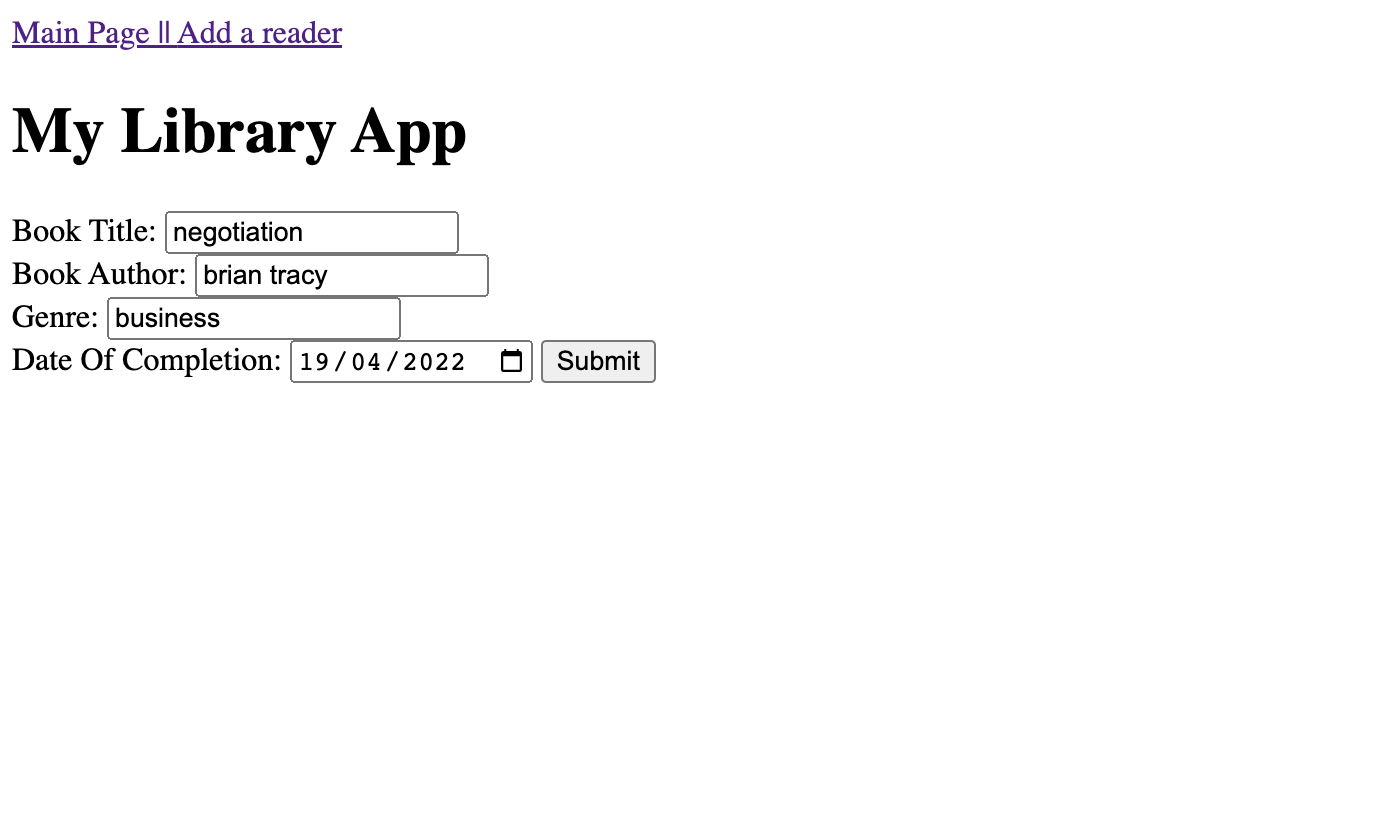 Main Page || Add a reader
My Library App
Book Title: negotiation
Book Author: brian tracy
Genre: business
Date Of Completion: 19/04/2022 Submit